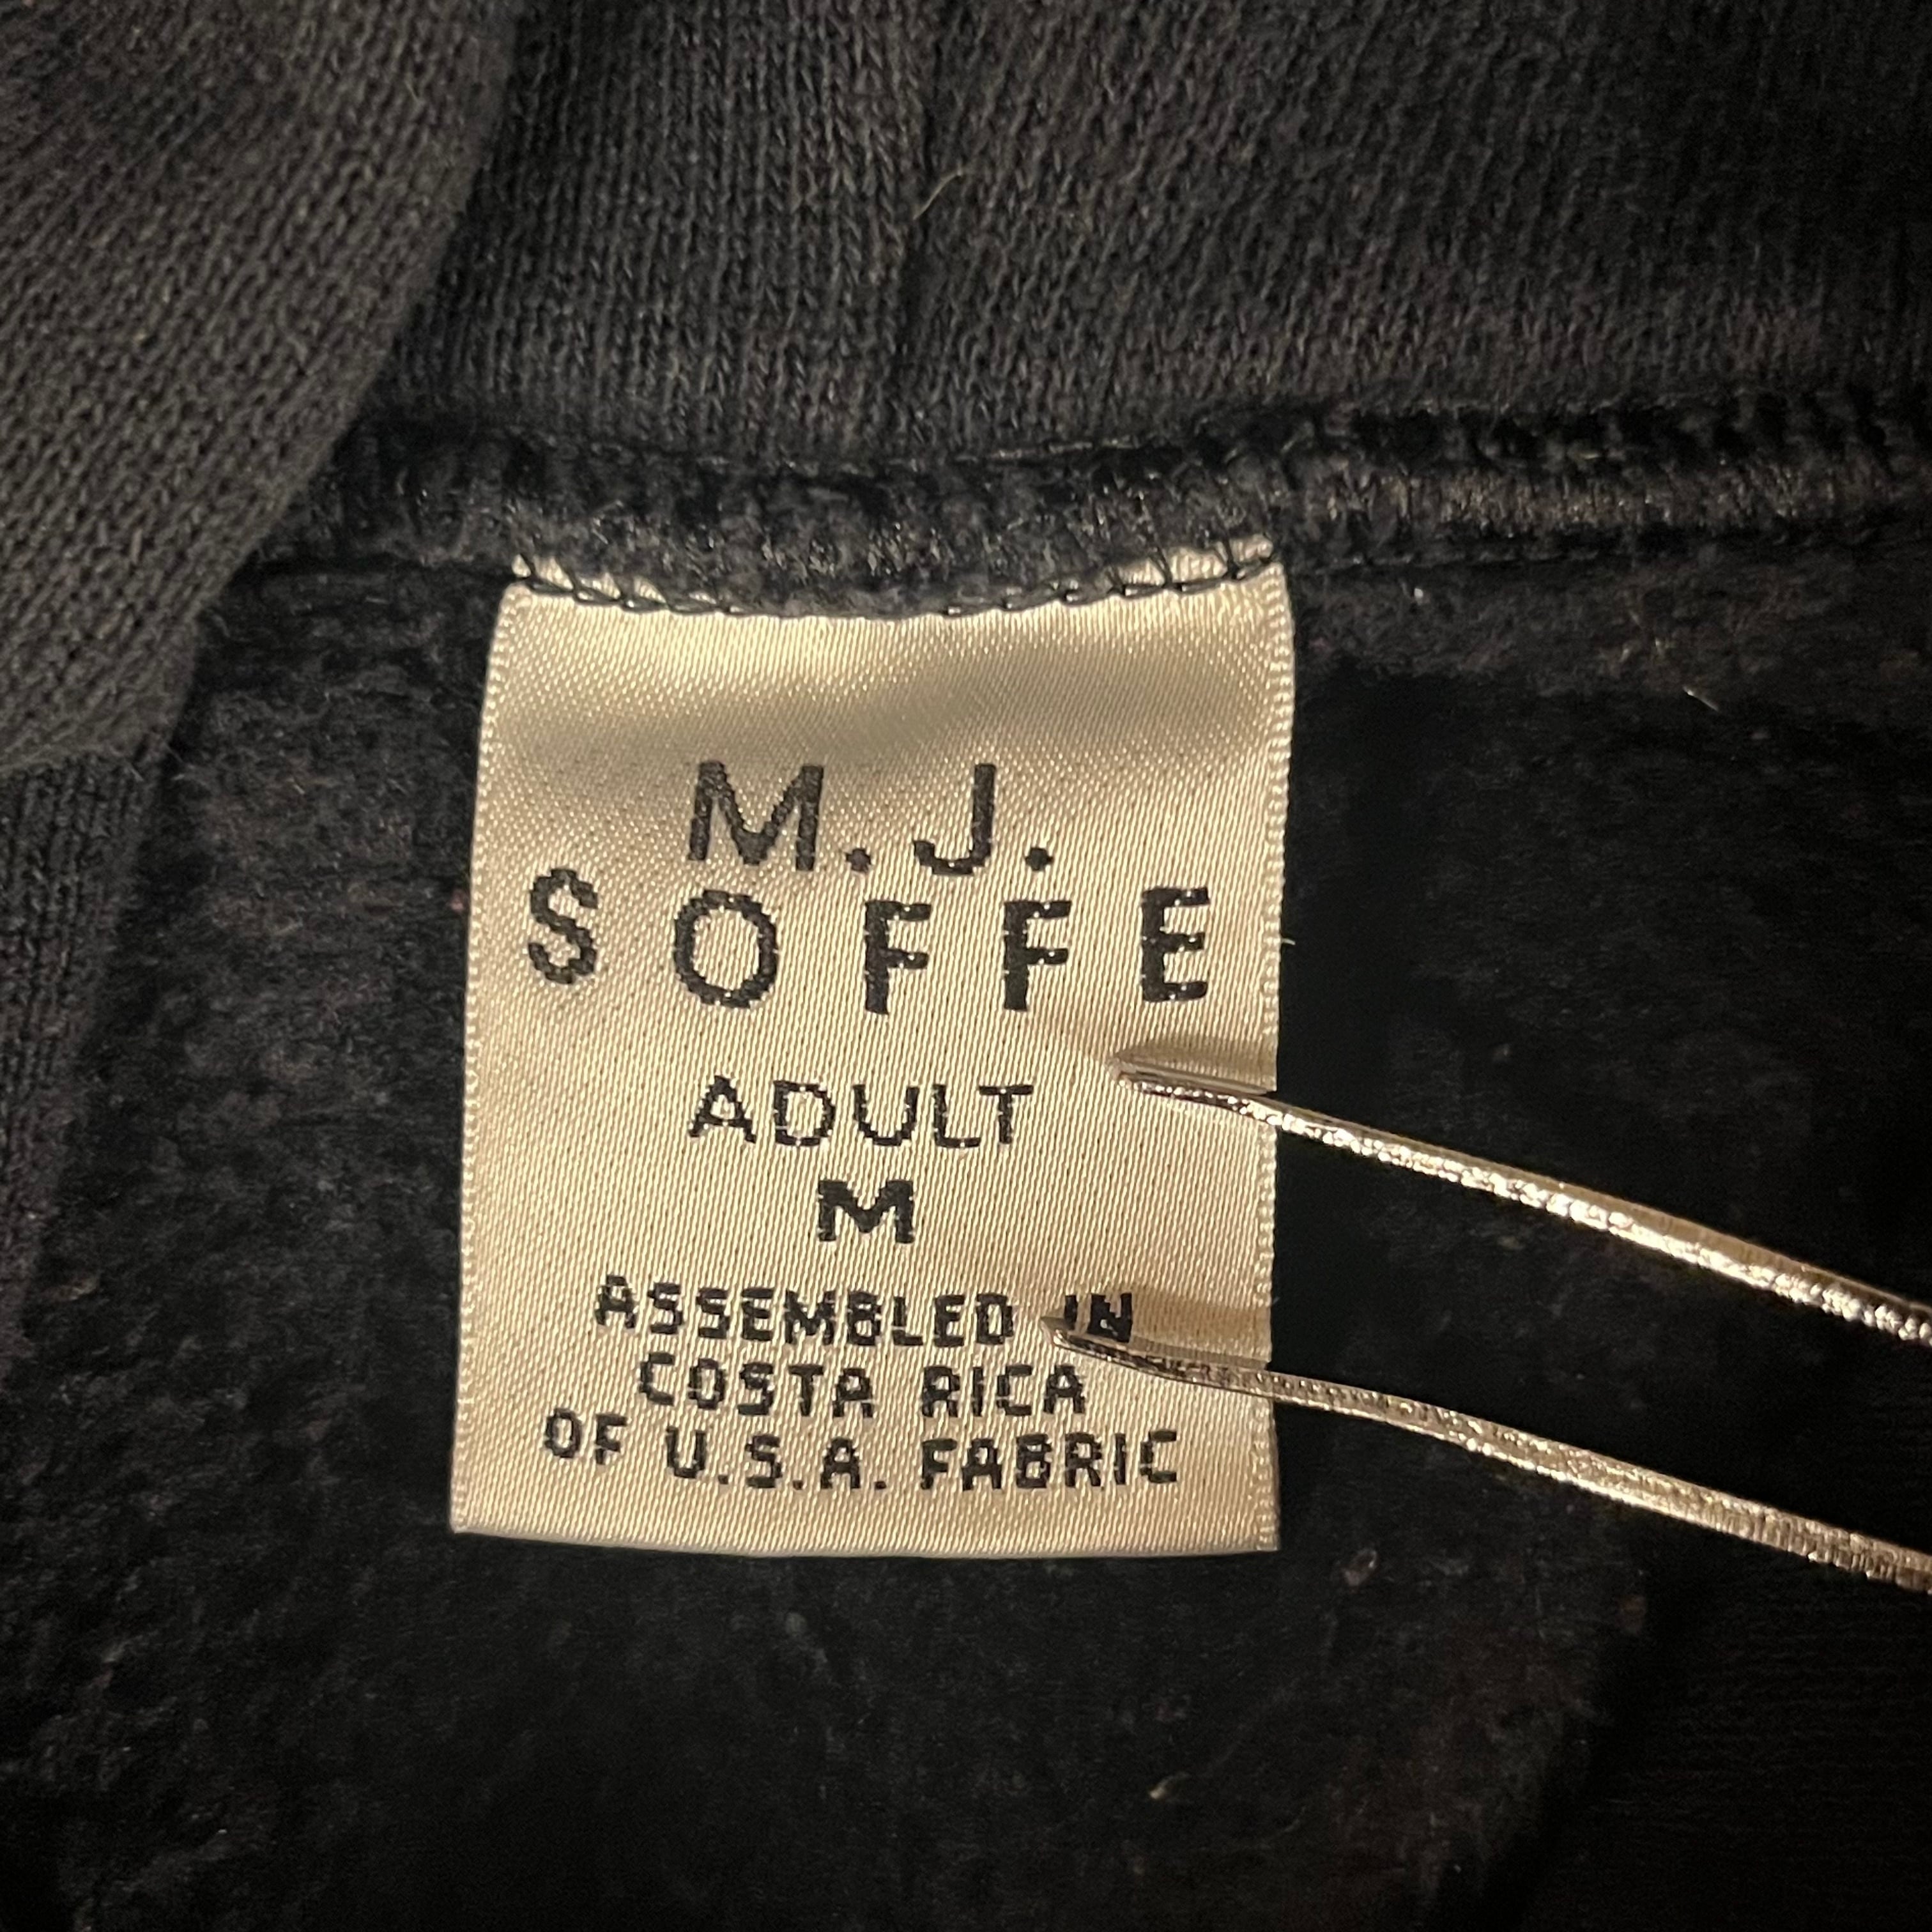 M.J.
SOFFE
ADULT
M
ASSEMBLED IN
COSTA RICA
OF U.S.A. FABRIC